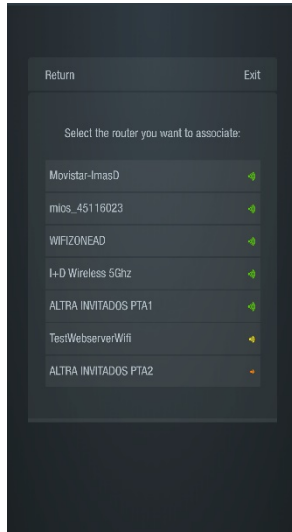 Return Exit
Select the router you want to associate:
Movistar-ImasD
mios_45116023
WIFIZONEAD
I+D Wireless 5Ghz
ALTRA INVITADOS PTA1
TestWebserverWifi
ALTRA INVITADOS PTA2